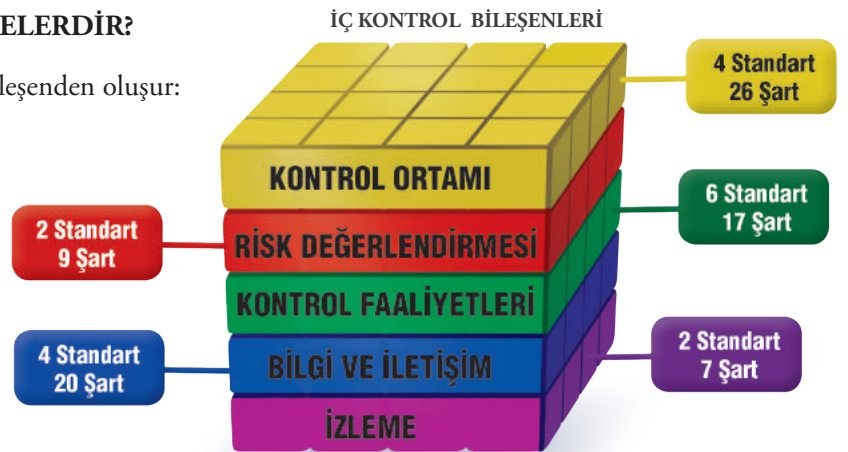 ELERDİR?
İÇ KONTROL BİLEŞENLERİ
leşenden oluşur:
4 Standart
26 Şart
KONTROL ORTAMI
6 Standart
17 Şart
2 Standart
9 Şart
RİSK DEĞERLENDİRMESİ
KONTROL FAALİYETLERİ
4 Standart
20 Şart
BİLGİ VE İLETİŞİM
2 Standart
7 Şart
İZLEME